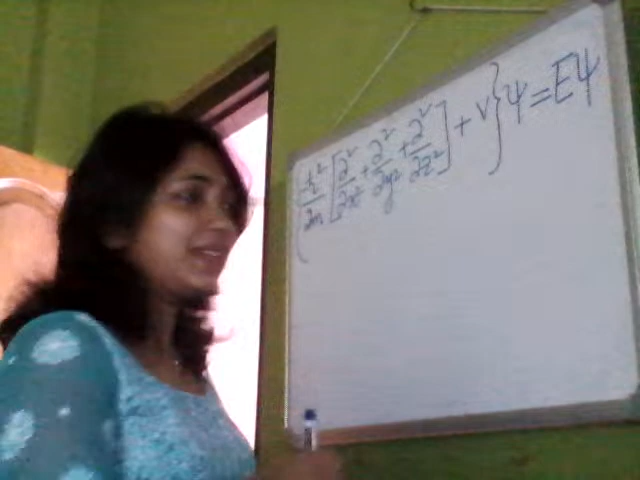 {ħ²/2m [∂²/∂x² + ∂²/∂y² + ∂²/∂z²] + V} ψ = Eψ